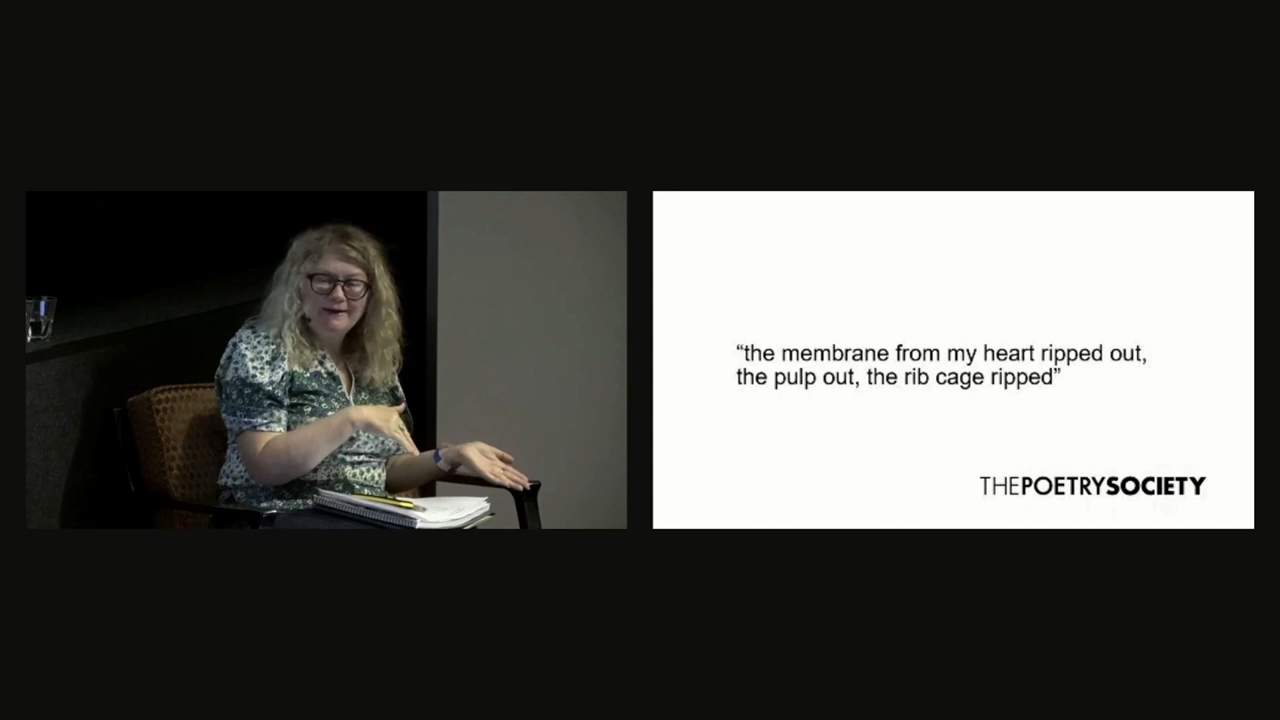 “the membrane from my heart ripped out,
the pulp out, the rib cage ripped”
THEPOETRYSOCIETY